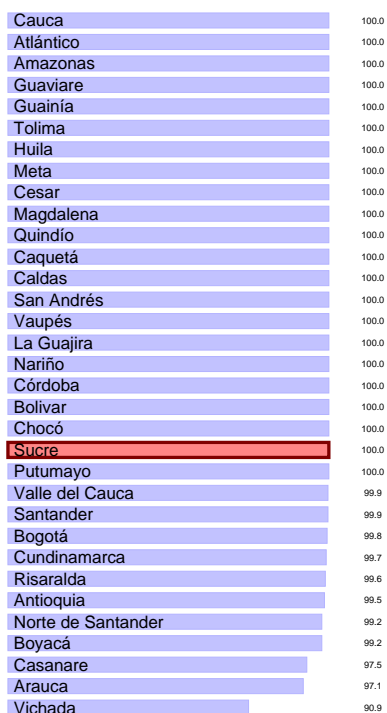 Cauca 100.0
Atlántico 100.0
Amazonas 100.0
Guaviare 100.0
Guainía 100.0
Tolima 100.0
Huila 100.0
Meta 100.0
Cesar 100.0
Magdalena 100.0
Quindío 100.0
Caquetá 100.0
Caldas 100.0
San Andrés 100.0
Vaupés 100.0
La Guajira 100.0
Nariño 100.0
Córdoba 100.0
Bolivar 100.0
Chocó 100.0
Sucre 100.0
Putumayo 100.0
Valle del Cauca 99.9
Santander 99.9
Bogotá 99.8
Cundinamarca 99.7
Risaralda 99.6
Antioquia 99.5
Norte de Santander 99.2
Boyacá 99.2
Casanare 97.5
Arauca 97.1
Vichada 90.9